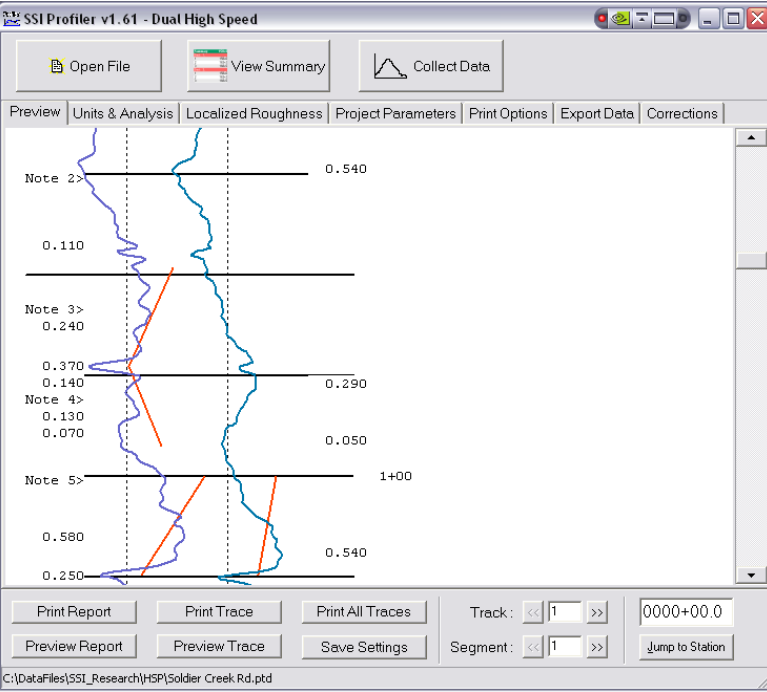 SSI Profiler v1.61 - Dual High Speed
Open File View Summary Collect Data
Preview Units & Analysis Localized Roughness Project Parameters Print Options Export Data Corrections
0.540
Note 2>
0.110
Note 3>
0.240
0.370
0.140 0.290
Note 4>
0.130
0.070
0.050
Note 5> 1+00
0.580
0.540
0.250
Print Report Print Trace Print All Traces Track: << 1 >> 0000+00.0
Preview Report Preview Trace Save Settings Segment: << 1 >> Jump to Station
C:\DataFiles\SSI_Research\HSP\Soldier Creek Rd.ptd